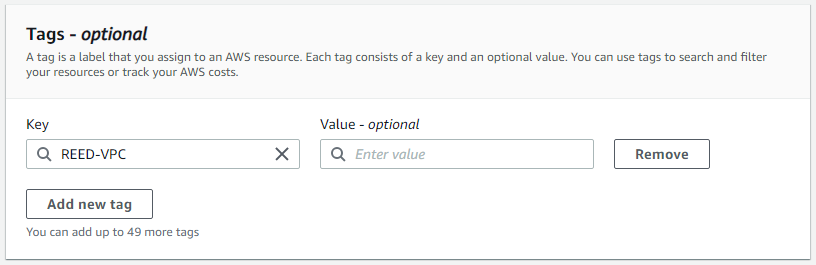 Tags - optional
A tag is a label that you assign to an AWS resource. Each tag consists of a key and an optional value. You can use tags to search and filter
your resources or track your AWS costs.
Key
Value - optional
REED-VPC
Enter value
Remove
Add new tag
You can add up to 49 more tags